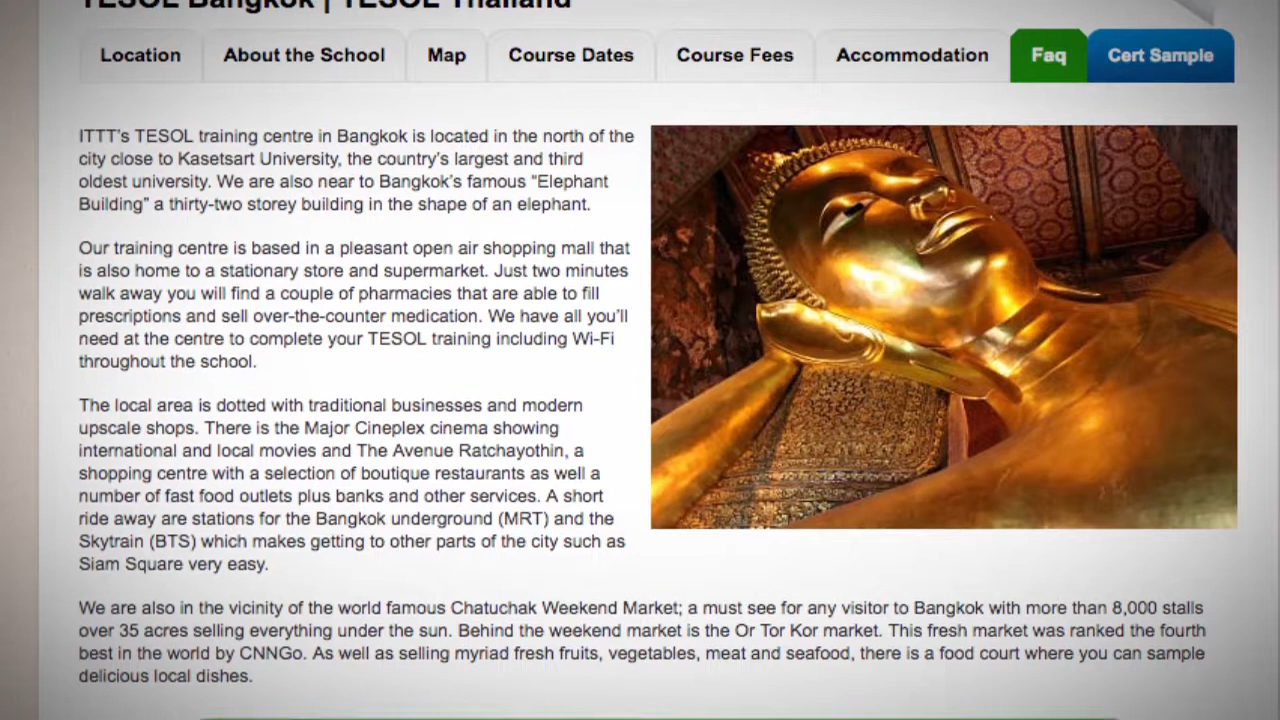 TESOL Bangkok | TESOL Thailand
Location About the School Map Course Dates Course Fees Accommodation Faq Cert Sample
ITTT's TESOL training centre in Bangkok is located in the north of the
city close to Kasetsart University, the country's largest and third
oldest university. We are also near to Bangkok's famous "Elephant
Building" a thirty-two storey building in the shape of an elephant.
Our training centre is based in a pleasant open air shopping mall that
is also home to a stationary store and supermarket. Just two minutes
walk away you will find a couple of pharmacies that are able to fill
prescriptions and sell over-the-counter medication. We have all you'll
need at the centre to complete your TESOL training including Wi-Fi
throughout the school.
The local area is dotted with traditional businesses and modern
upscale shops. There is the Major Cineplex cinema showing
international and local movies and The Avenue Ratchayothin, a
shopping centre with a selection of boutique restaurants as well a
number of fast food outlets plus banks and other services. A short
ride away are stations for the Bangkok underground (MRT) and the
Skytrain (BTS) which makes getting to other parts of the city such as
Siam Square very easy.
We are also in the vicinity of the world famous Chatuchak Weekend Market; a must see for any visitor to Bangkok with more than 8,000 stalls
over 35 acres selling everything under the sun. Behind the weekend market is the Or Tor Kor market. This fresh market was ranked the fourth
best in the world by CNNGo. As well as selling myriad fresh fruits, vegetables, meat and seafood, there is a food court where you can sample
delicious local dishes.